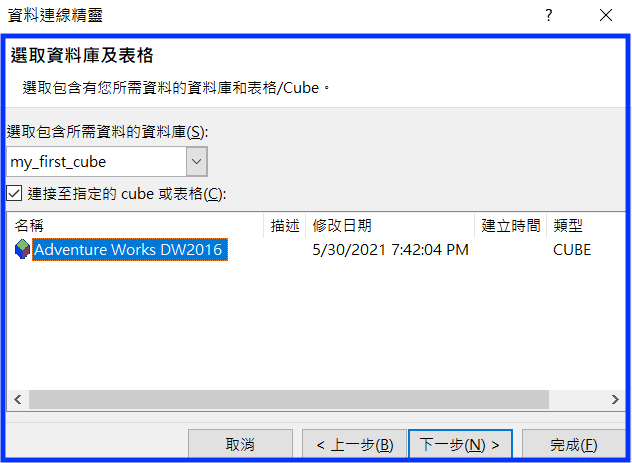 資料連線精靈 ? ×
選取資料庫及表格
選取包含有您所需資料的資料庫和表格/Cube。
選取包含所需資料的資料庫(S):
my_first_cube
連接至指定的 cube 或表格(C):
名稱 描述 修改日期 建立時間 類型
Adventure Works DW2016 5/30/2021 7:42:04 PM CUBE
取消 < 上一步(B) 下一步(N) > 完成(F)